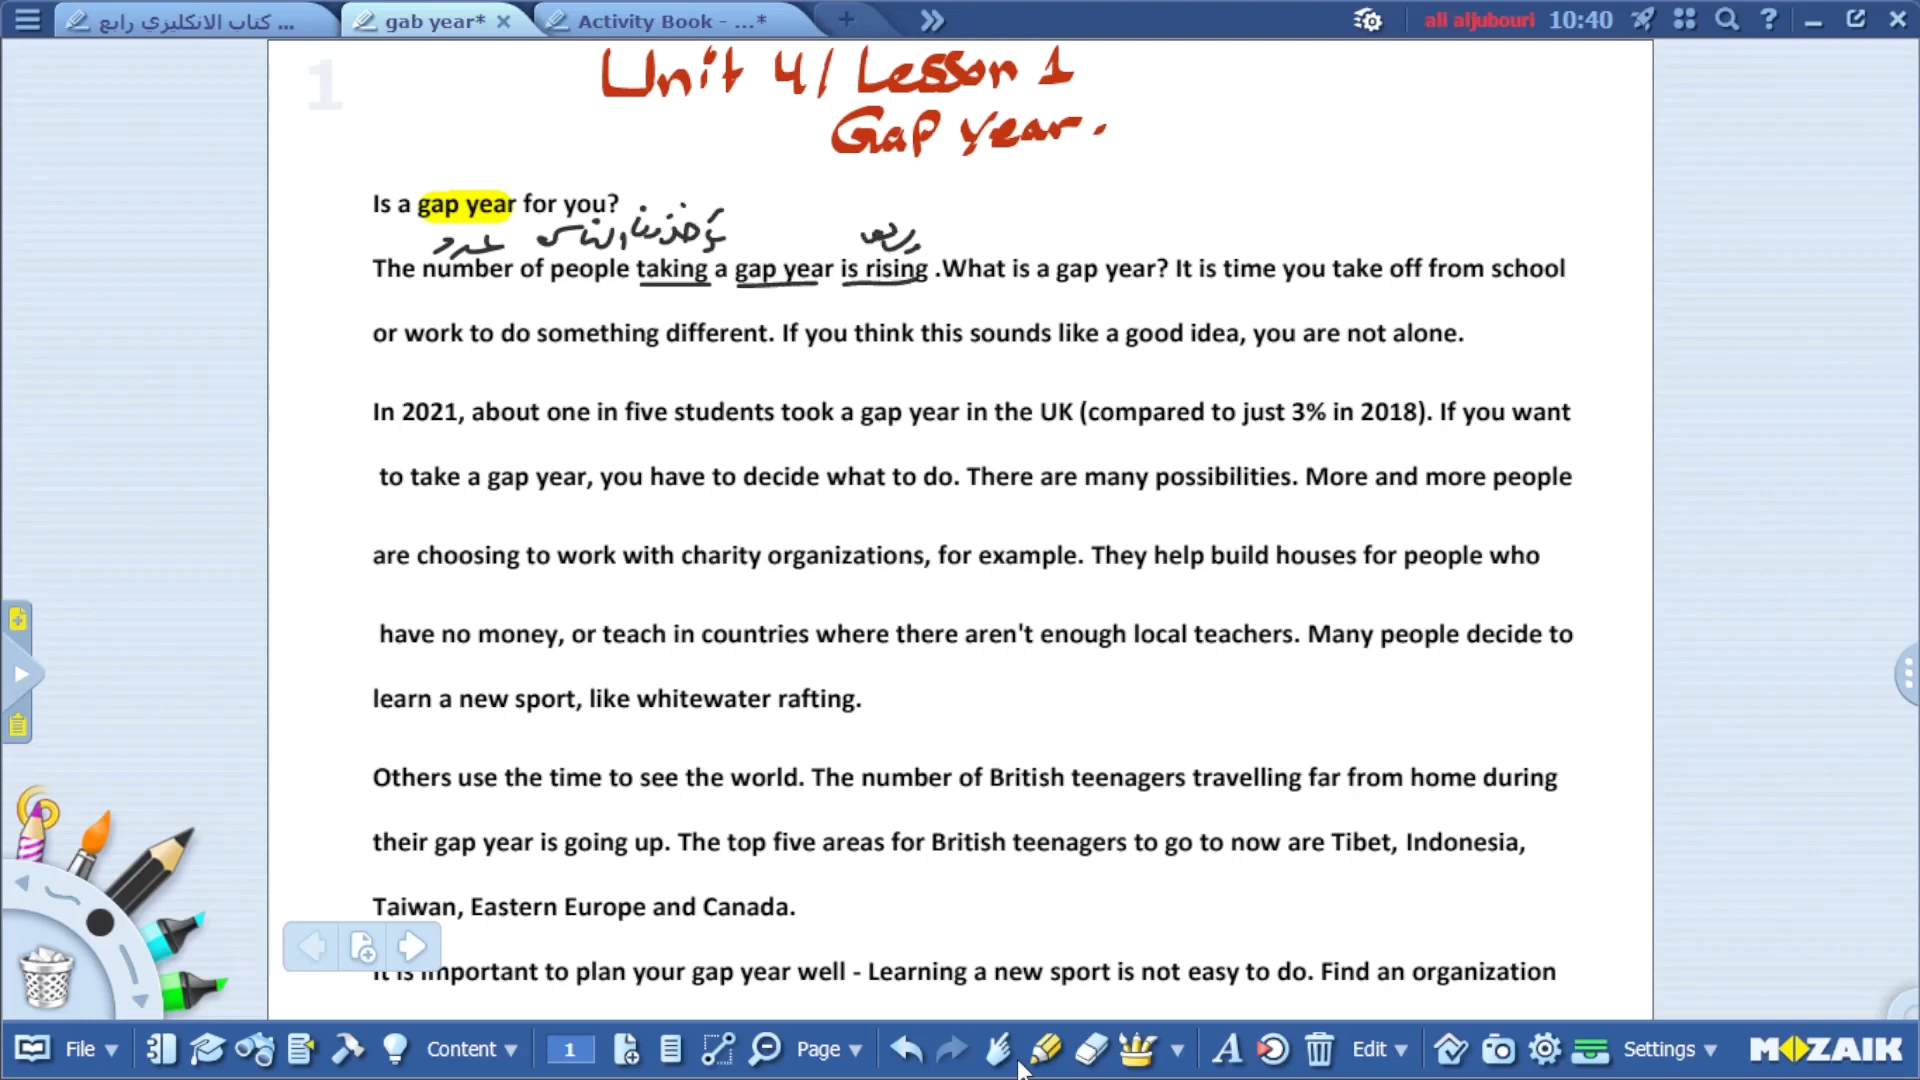 كتاب الانكليزي رابع ...
gab year*
Activity Book - ...*
ali aljubouri
10:40
1
Unit 4/ Lesson 1
Gap year.
Is a gap year for you?
عدد الناس يأخذون
The number of people taking a gap year is rising .What is a gap year? It is time you take off from school
or work to do something different. If you think this sounds like a good idea, you are not alone.
In 2021, about one in five students took a gap year in the UK (compared to just 3% in 2018). If you want
to take a gap year, you have to decide what to do. There are many possibilities. More and more people
are choosing to work with charity organizations, for example. They help build houses for people who
have no money, or teach in countries where there aren't enough local teachers. Many people decide to
learn a new sport, like whitewater rafting.
Others use the time to see the world. The number of British teenagers travelling far from home during
their gap year is going up. The top five areas for British teenagers to go to now are Tibet, Indonesia,
Taiwan, Eastern Europe and Canada.
It is important to plan your gap year well - Learning a new sport is not easy to do. Find an organization
File
Content
1
Page
Edit
Settings
MOZAIK